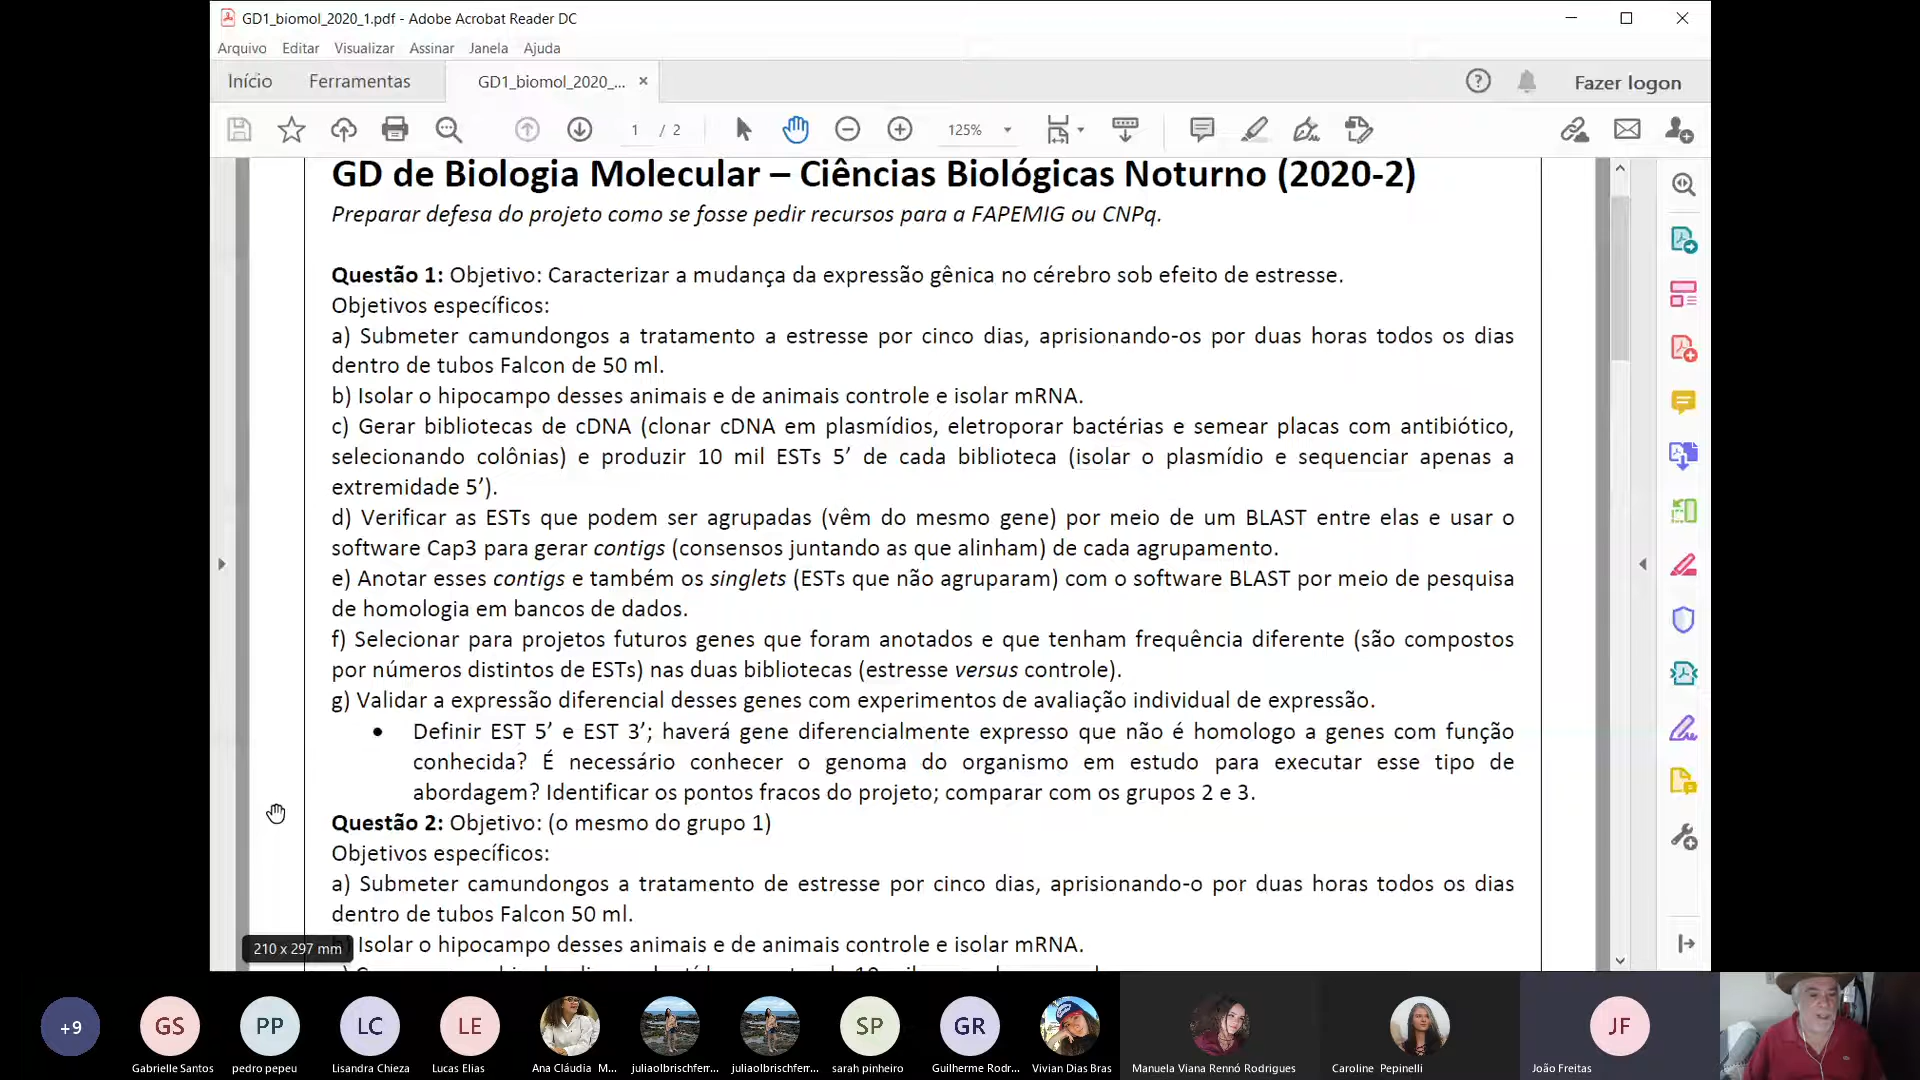 GD1_biomol_2020_1.pdf - Adobe Acrobat Reader DC
Arquivo Editar Visualizar Assinar Janela Ajuda
Início Ferramentas GD1_biomol_2020_... × Fazer logon
1 / 2 125%
GD de Biologia Molecular – Ciências Biológicas Noturno (2020-2)
Preparar defesa do projeto como se fosse pedir recursos para a FAPEMIG ou CNPq.
Questão 1: Objetivo: Caracterizar a mudança da expressão gênica no cérebro sob efeito de estresse.
Objetivos específicos:
a) Submeter camundongos a tratamento a estresse por cinco dias, aprisionando-os por duas horas todos os dias
dentro de tubos Falcon de 50 ml.
b) Isolar o hipocampo desses animais e de animais controle e isolar mRNA.
c) Gerar bibliotecas de cDNA (clonar cDNA em plasmídios, eletroporar bactérias e semear placas com antibiótico,
selecionando colônias) e produzir 10 mil ESTs 5’ de cada biblioteca (isolar o plasmídio e sequenciar apenas a
extremidade 5’).
d) Verificar as ESTs que podem ser agrupadas (vêm do mesmo gene) por meio de um BLAST entre elas e usar o
software Cap3 para gerar contigs (consensos juntando as que alinham) de cada agrupamento.
e) Anotar esses contigs e também os singlets (ESTs que não agruparam) com o software BLAST por meio de pesquisa
de homologia em bancos de dados.
f) Selecionar para projetos futuros genes que foram anotados e que tenham frequência diferente (são compostos
por números distintos de ESTs) nas duas bibliotecas (estresse versus controle).
g) Validar a expressão diferencial desses genes com experimentos de avaliação individual de expressão.
• Definir EST 5’ e EST 3’; haverá gene diferencialmente expresso que não é homologo a genes com função
conhecida? É necessário conhecer o genoma do organismo em estudo para executar esse tipo de
abordagem? Identificar os pontos fracos do projeto; comparar com os grupos 2 e 3.
Questão 2: Objetivo: (o mesmo do grupo 1)
Objetivos específicos:
a) Submeter camundongos a tratamento de estresse por cinco dias, aprisionando-o por duas horas todos os dias
dentro de tubos Falcon 50 ml.
b) Isolar o hipocampo desses animais e de animais controle e isolar mRNA.
210 x 297 mm
+9 GS PP LC LE SP GR JF
Gabrielle Santos pedro pepeu Lisandra Chieza Lucas Elias Ana Cláudia M... juliaolbrischferr... juliaolbrischferr... sarah pinheiro Guilherme Rodr... Vivian Dias Bras Manuela Viana Rennó Rodrigues Caroline Pepinelli João Freitas